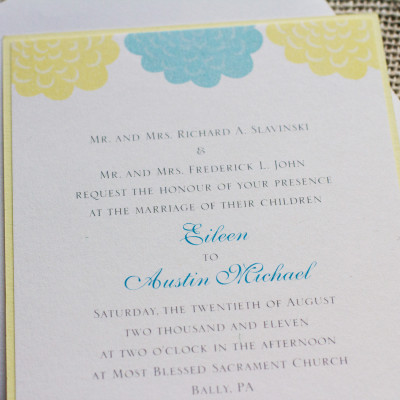 Mr. and Mrs. Richard A. Slavinski
&
Mr. and Mrs. Frederick L. John
request the honour of your presence
at the marriage of their children
Eileen
to
Austin Michael
Saturday, the twentieth of August
two thousand and eleven
at two o'clock in the afternoon
at Most Blessed Sacrament Church
Bally, PA